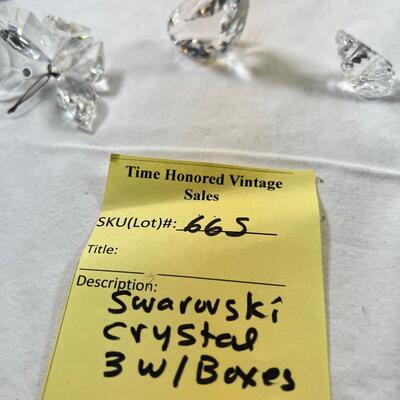 Time Honored Vintage
Sales
SKU(Lot)#: 665
Title:
Description:
Swarovski
crystal
3 w/Boxes